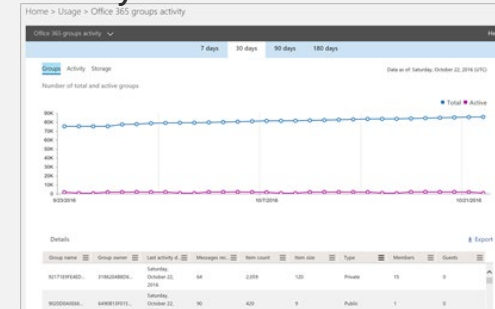 Home > Usage > Office 365 groups activity
Office 365 groups activity
7 days 30 days 90 days 180 days
Groups Activity Storage
Data as of: Saturday, October 22, 2016 (UTC)
Number of total and active groups
Total Active
90K
80K
70K
60K
50K
40K
30K
20K
10K
0
9/23/2016 10/7/2016 10/21/2016
Details
Export
Group name Group owner Last activity d... Messages rec... Item count Item size Type Members Guests
Saturday, October 22, 2016 64 2,059 120 Private 15 0
Saturday, October 22, 90 420 9 Public 1 0